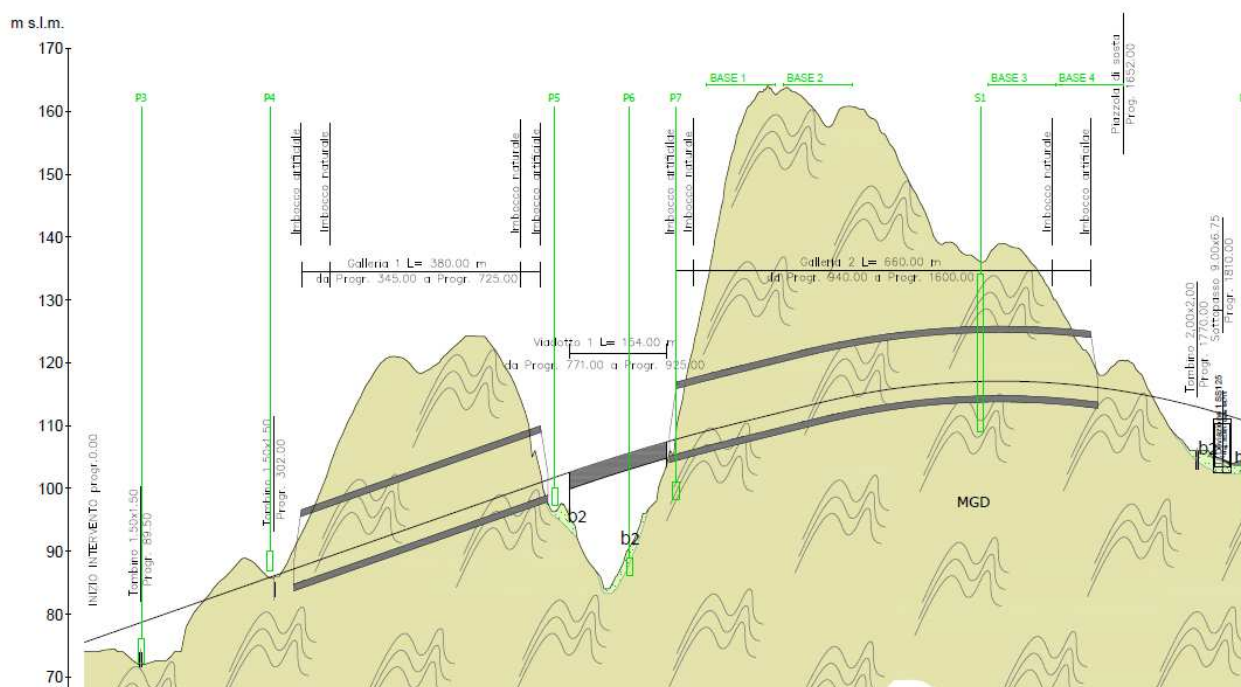 m s.l.m.
170
160
150
140
130
120
110
100
90
80
70
INIZIO INTERVENTO progr.0.00
P3
Tombino 1.50x1.50
Progr. 89.50
P4
Tombino 1.50x1.50
Progr. 302.00
Imbocco artificiale
Imbocco naturale
Galleria 1 L= 380.00 m
da Progr. 345.00 a Progr. 725.00
Imbocco naturale
Imbocco artificiale
P5
P6
P7
Viadotto 1 L= 154.00 m
da Progr. 771.00 a Progr. 925.00
b2
b2
Imbocco artificiale
Imbocco naturale
BASE 1
BASE 2
S1
BASE 3
BASE 4
Galleria 2 L= 660.00 m
da Progr. 940.00 a Progr. 1600.00
Imbocco naturale
Imbocco artificiale
Piazzola di sosta
Prog. 1652.00
MGD
Tombino 2,00x2,00
Progr. 1770.00
Sottopasso 9.00x6.75
Progr. 1810.00
b2
b